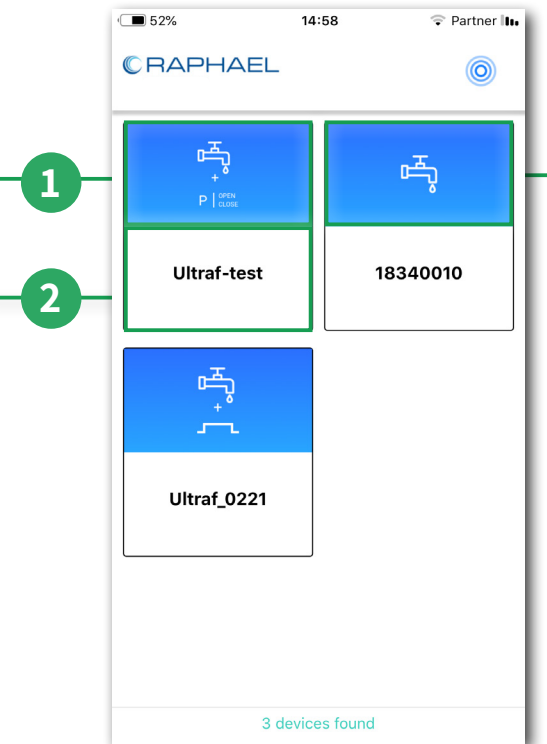 52% 14:58 Partner
RAPHAEL
1
+
P | OPEN
CLOSE
2
Ultraf-test 18340010
+
Ultraf_0221
3 devices found